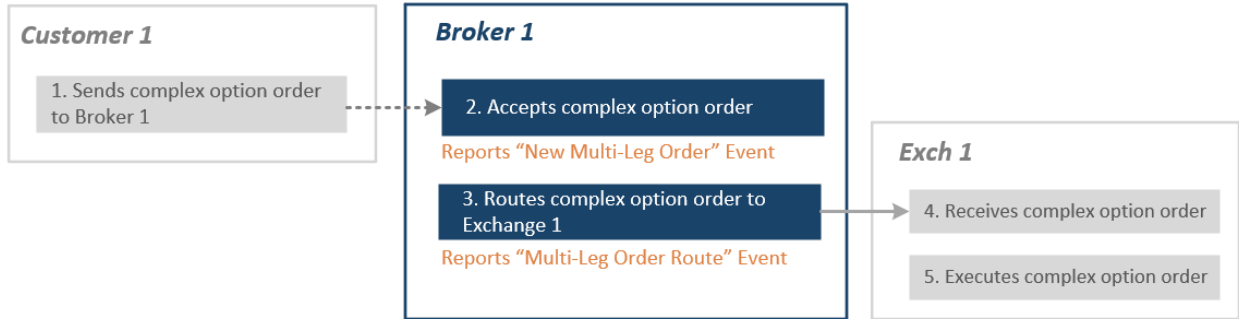 Customer 1
1. Sends complex option order
to Broker 1
Broker 1
2. Accepts complex option order
Reports “New Multi-Leg Order” Event
3. Routes complex option order to
Exchange 1
Reports “Multi-Leg Order Route” Event
Exch 1
4. Receives complex option order
5. Executes complex option order